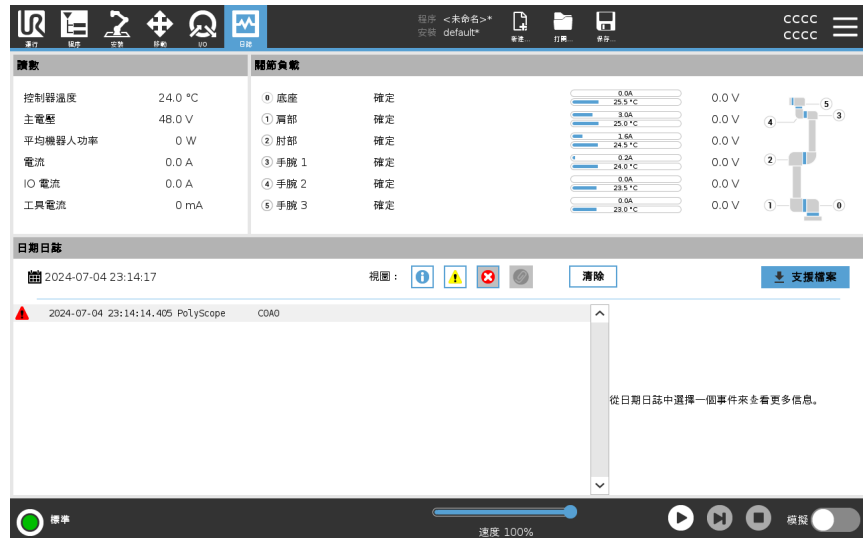 程序 <未命名>*
安裝 default*
運行 程序 安裝 移動 I/O 日誌 新建... 打開... 保存...
CCCC
CCCC
讀數 關節負載
控制器溫度 24.0 °C
主電壓 48.0 V
平均機器人功率 0 W
電流 0.0 A
IO 電流 0.0 A
工具電流 0 mA
0 底座 確定 0.0A 25.5 °C 0.0 V
1 肩部 確定 3.0A 25.0 °C 0.0 V
2 肘部 確定 1.6A 24.5 °C 0.0 V
3 手腕 1 確定 0.2A 24.0 °C 0.0 V
4 手腕 2 確定 0.0A 23.5 °C 0.0 V
5 手腕 3 確定 0.0A 23.0 °C 0.0 V
5
4 3
2
1 0
日期日誌
2024-07-04 23:14:17 視圖： 清除 支援檔案
2024-07-04 23:14:14.405 PolyScope C0A0
從日期日誌中選擇一個事件來查看更多信息。
標準 速度 100% 模擬